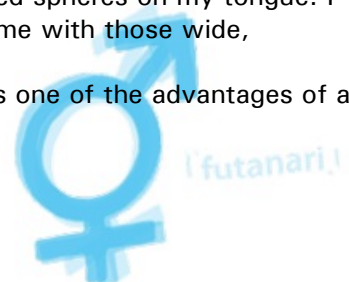 ed spheres on my tongue. I
me with those wide,
s one of the advantages of a
futanari